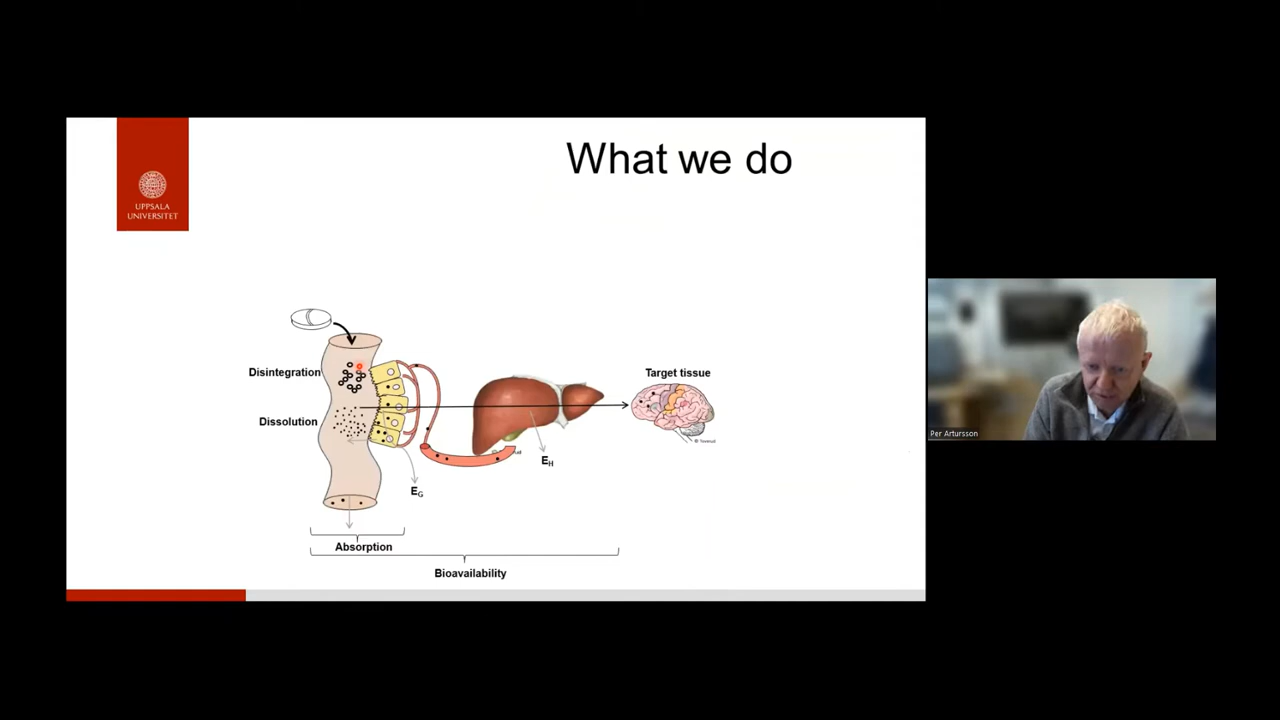 What we do
UPPSALA
UNIVERSITET
Disintegration
Target tissue
Dissolution
Per Artursson
E_H
E_G
Absorption
Bioavailability